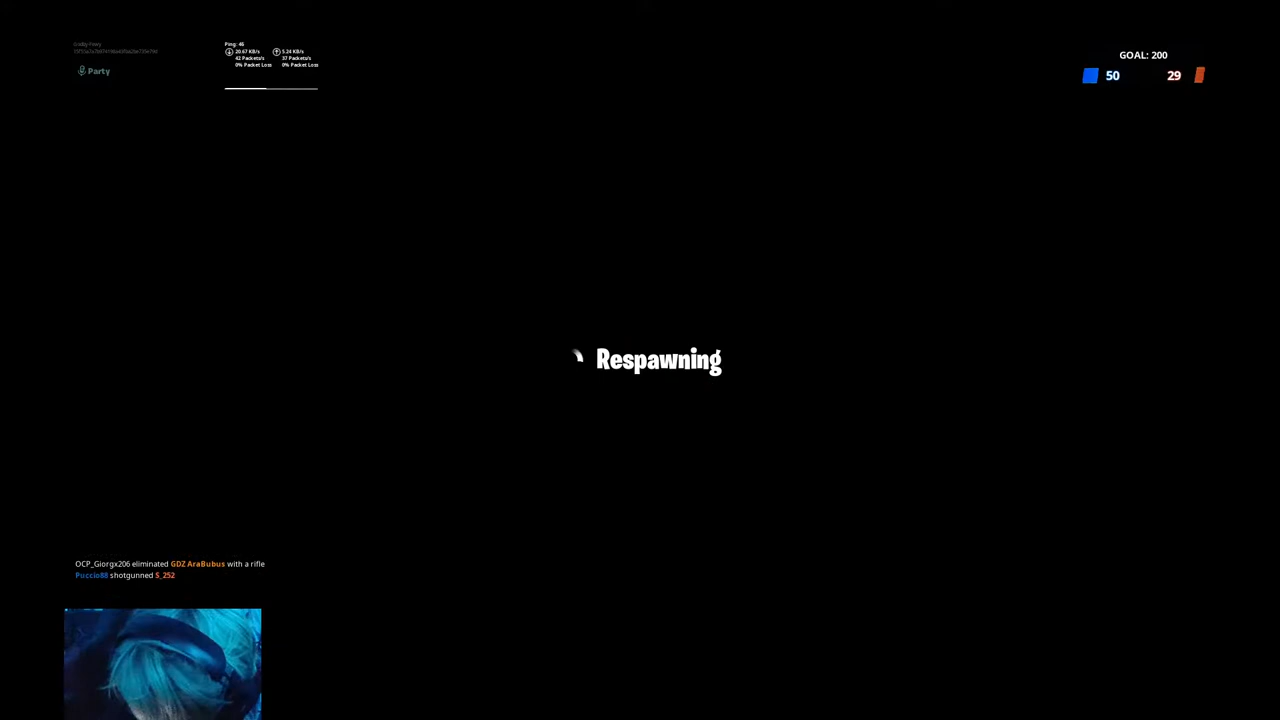 Ping: 46
20.67 KB/s 5.24 KB/s
42 Packets/s 37 Packets/s
0% Packet Loss 0% Packet Loss
Party
GOAL: 200
50 29
Respawning
OCP_Giorgx206 eliminated GDZ AraBubus with a rifle
Puccio88 shotgunned S_252